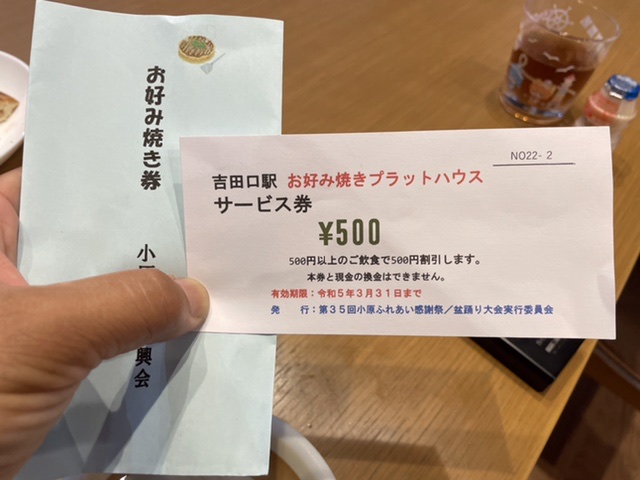 お好み焼き券
小
興会
NO22- 2
吉田口駅 お好み焼きプラットハウス
サービス券
¥500
500円以上のご飲食で500円割引します。
本券と現金の換金はできません。
有効期限：令和5年3月31日まで
発　行：第35回小原ふれあい感謝祭／盆踊り大会実行委員会